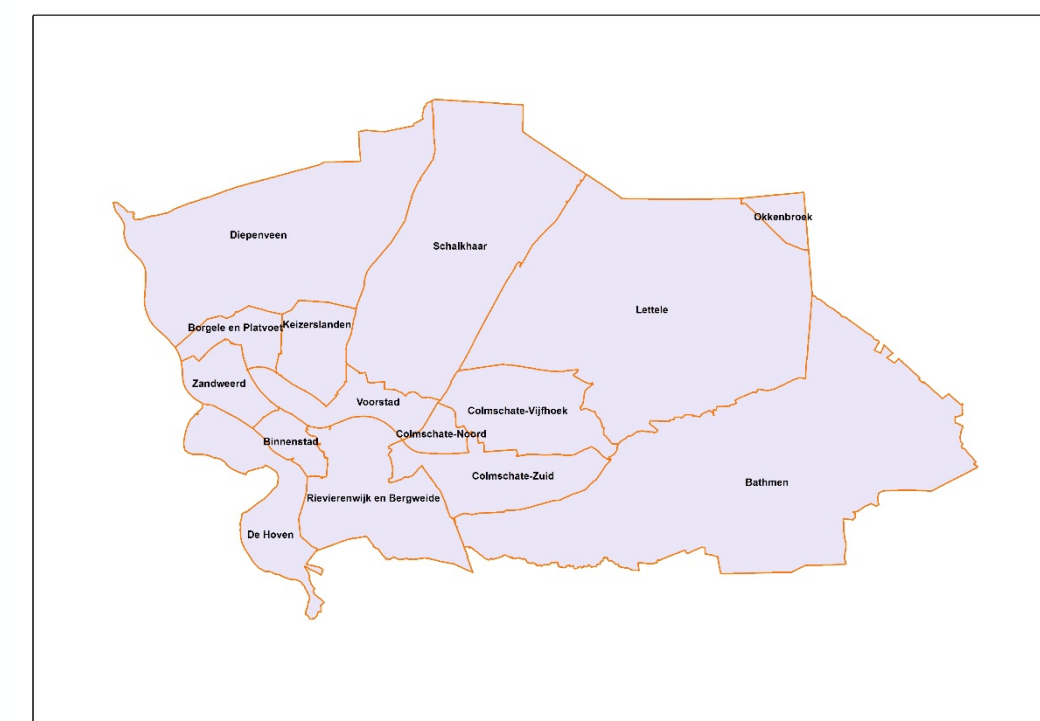 Okkenbroek
Diepenveen
Schalkhaar
Lettele
Borgele en Platvoet
Keizerslanden
Zandweerd
Voorstad
Colmschate-Vijfhoek
Colmschate-Noord
Binnenstad
Colmschate-Zuid
Bathmen
Rievierenwijk en Bergweide
De Hoven